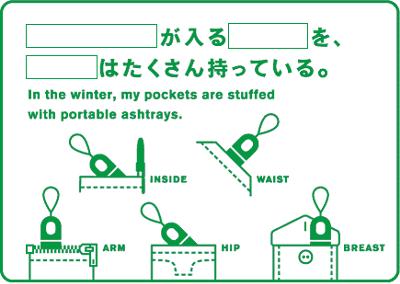 が入る を、
はたくさん持っている。
In the winter, my pockets are stuffed
with portable ashtrays.
INSIDE
WAIST
ARM
HIP
BREAST